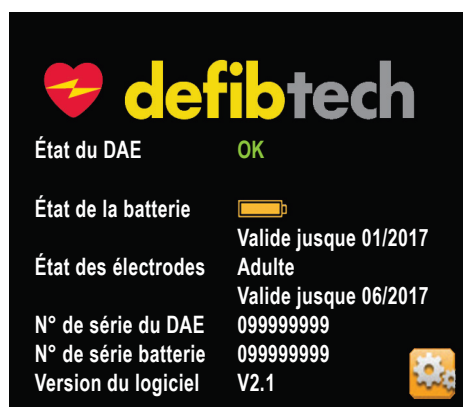 defibtech
État du DAE OK
État de la batterie
Valide jusque 01/2017
État des électrodes Adulte
Valide jusque 06/2017
N° de série du DAE 099999999
N° de série batterie 099999999
Version du logiciel V2.1